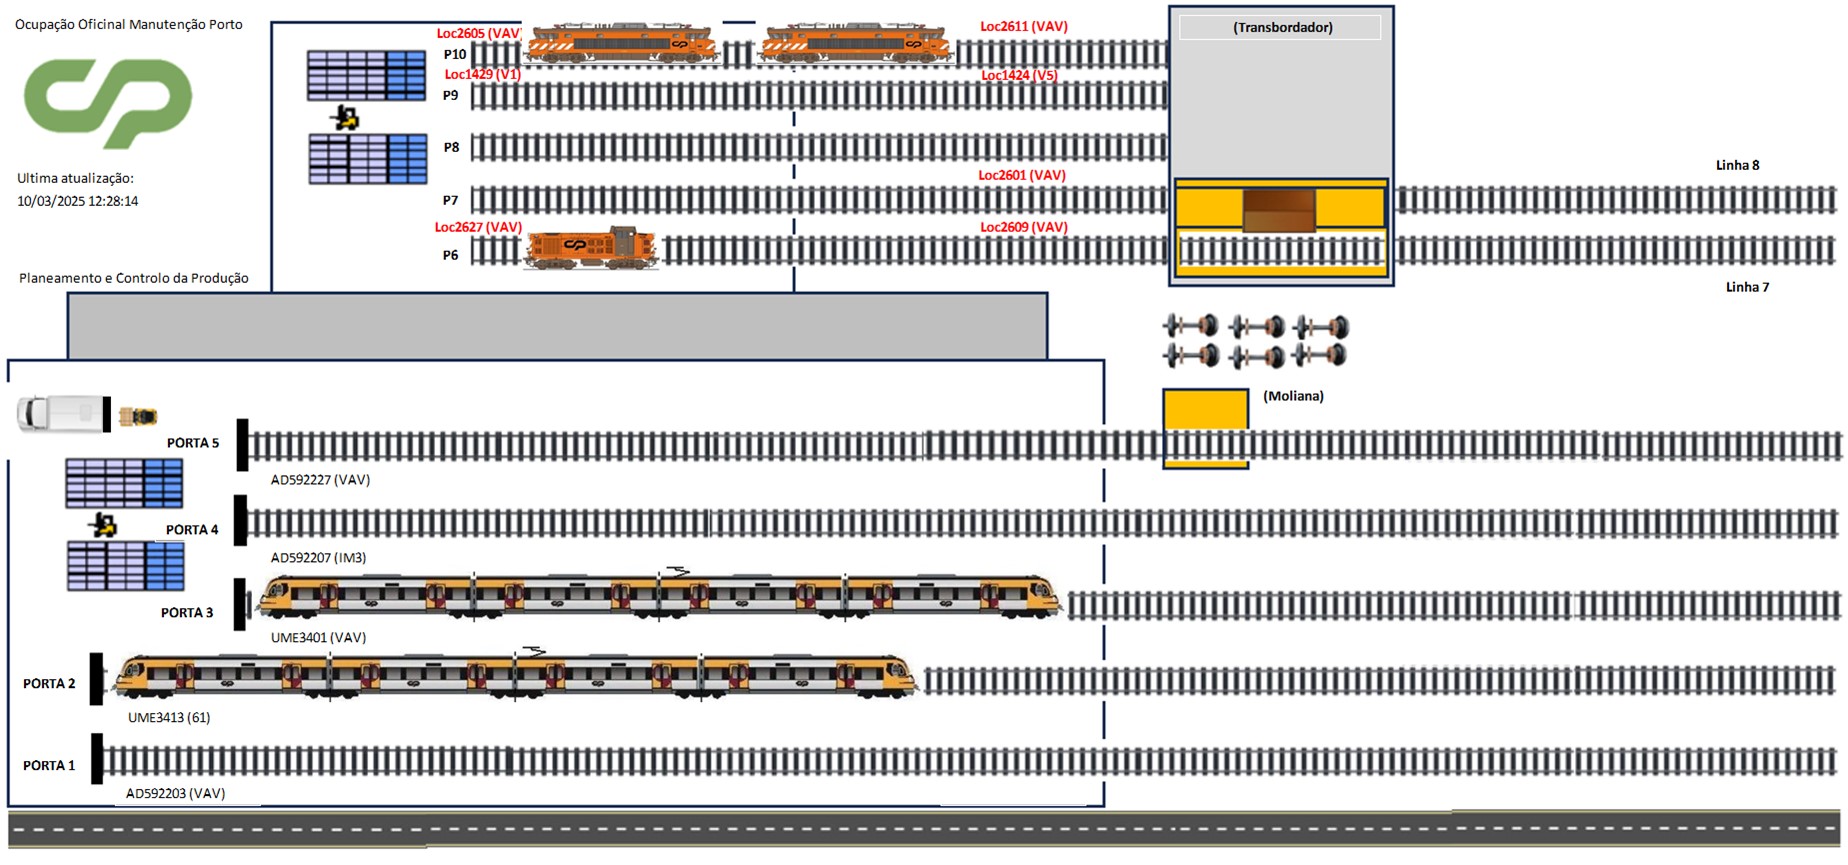 Ocupação Oficinal Manutenção Porto
CP
Ultima atualização:
10/03/2025 12:28:14
Planeamento e Controlo da Produção
Loc2605 (VAV)
Loc2611 (VAV)
P10
Loc1429 (V1)
Loc1424 (V5)
P9
P8
Loc2601 (VAV)
P7
Loc2627 (VAV)
Loc2609 (VAV)
P6
(Transbordador)
Linha 8
Linha 7
(Moliana)
PORTA 5
AD592227 (VAV)
PORTA 4
AD592207 (IM3)
PORTA 3
UME3401 (VAV)
PORTA 2
UME3413 (61)
PORTA 1
AD592203 (VAV)